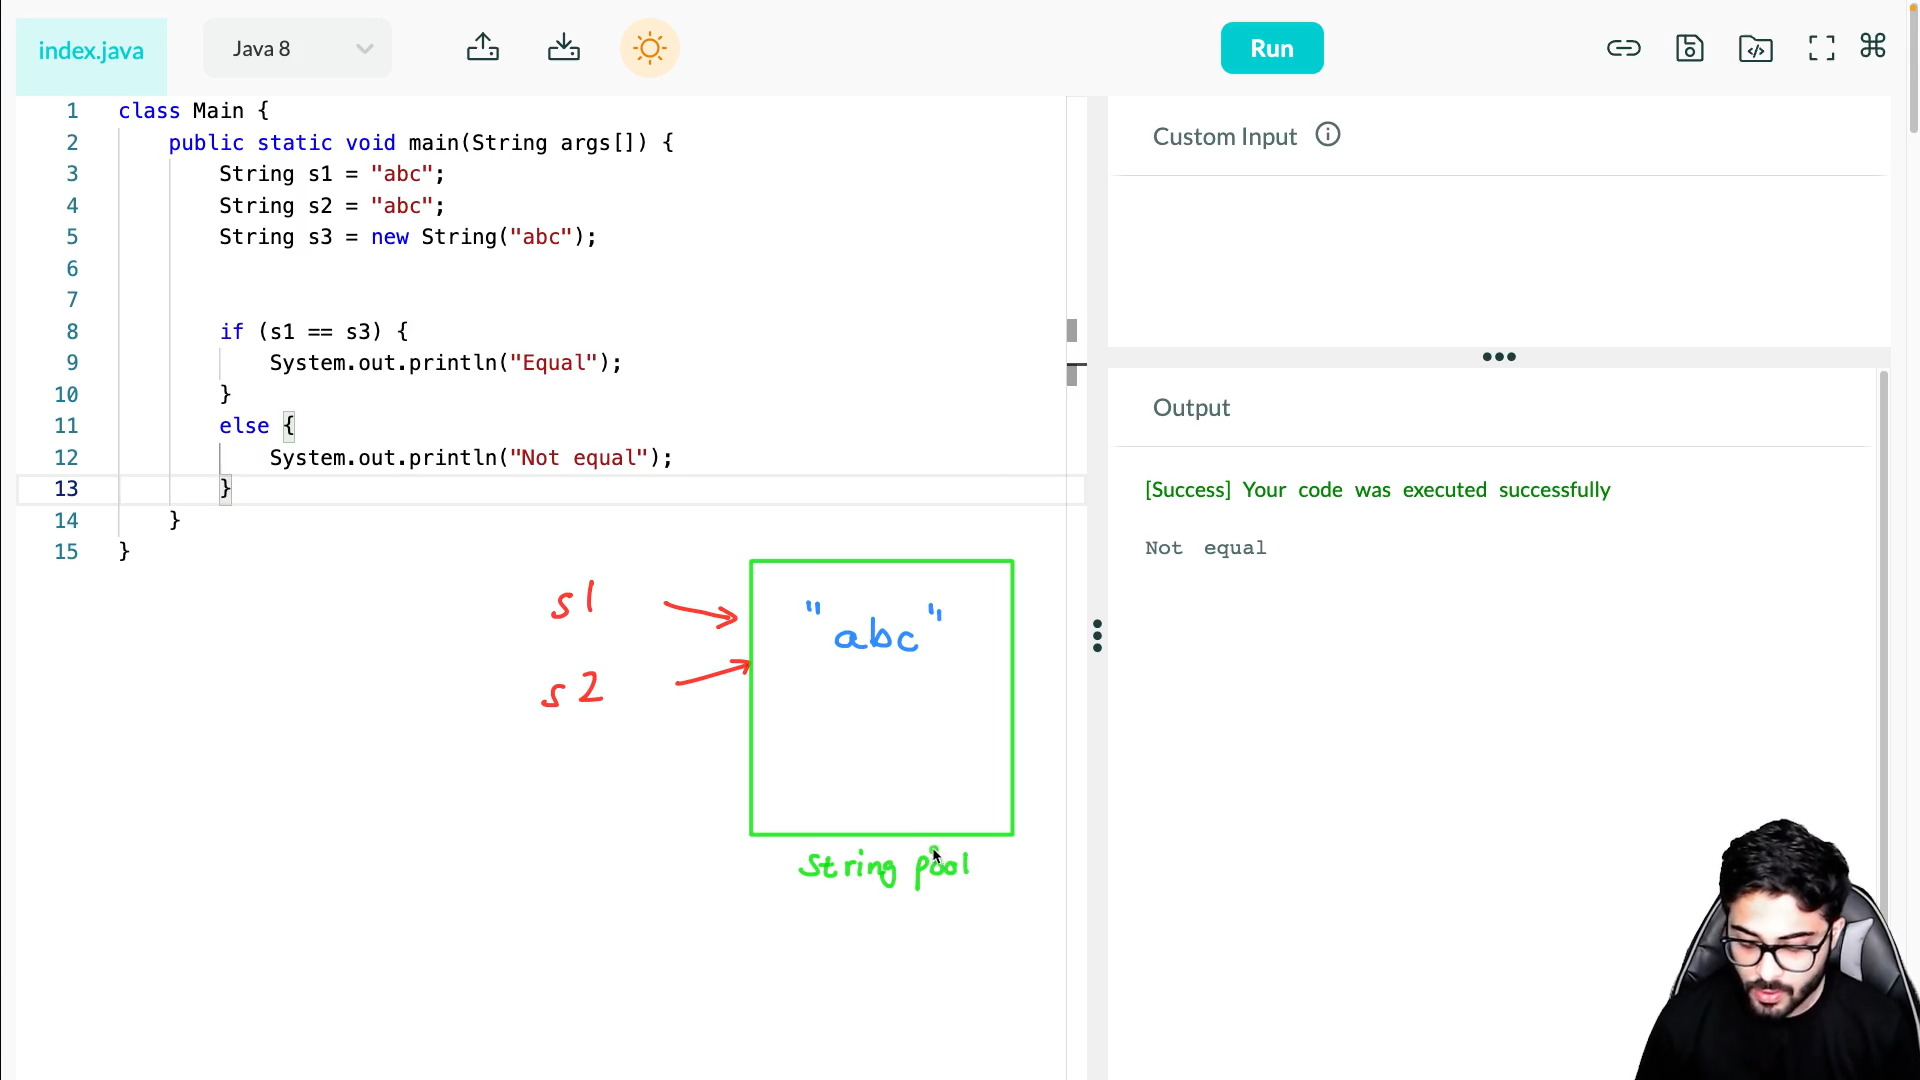 index.java
Java 8
Run
1 class Main {
2 public static void main(String args[]) {
3 String s1 = "abc";
4 String s2 = "abc";
5 String s3 = new String("abc");
6
7
8 if (s1 == s3) {
9 System.out.println("Equal");
10 }
11 else {
12 System.out.println("Not equal");
13 }
14 }
15 }
s1
s2
"abc"
String pool
Custom Input
Output
[Success] Your code was executed successfully
Not equal